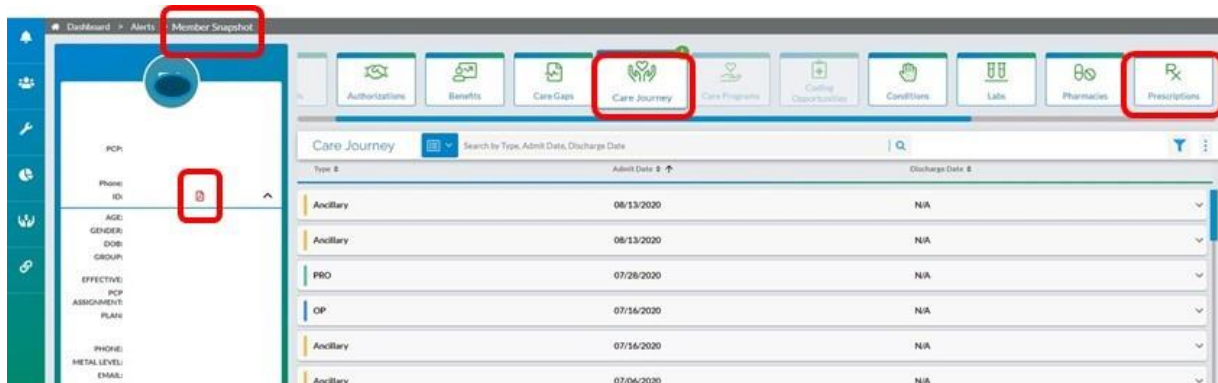 Dashboard > Alerts > Member Snapshot
Authorizations
Benefits
Care Gaps
Care Journey
Care Programs
Coding Opportunities
Conditions
Labs
Pharmacies
Prescriptions
PCP:
Phone:
ID:
AGE:
GENDER:
DOB:
GROUP:
EFFECTIVE:
PCP
ASSIGNMENT:
PLAN:
PHONE:
METAL LEVEL:
EMAIL:
Care Journey
Search by Type, Admit Date, Discharge Date
Type Admit Date Discharge Date
Ancillary 08/13/2020 N/A
Ancillary 08/13/2020 N/A
PRO 07/28/2020 N/A
OP 07/16/2020 N/A
Ancillary 07/16/2020 N/A
Ancillary 07/06/2020 N/A